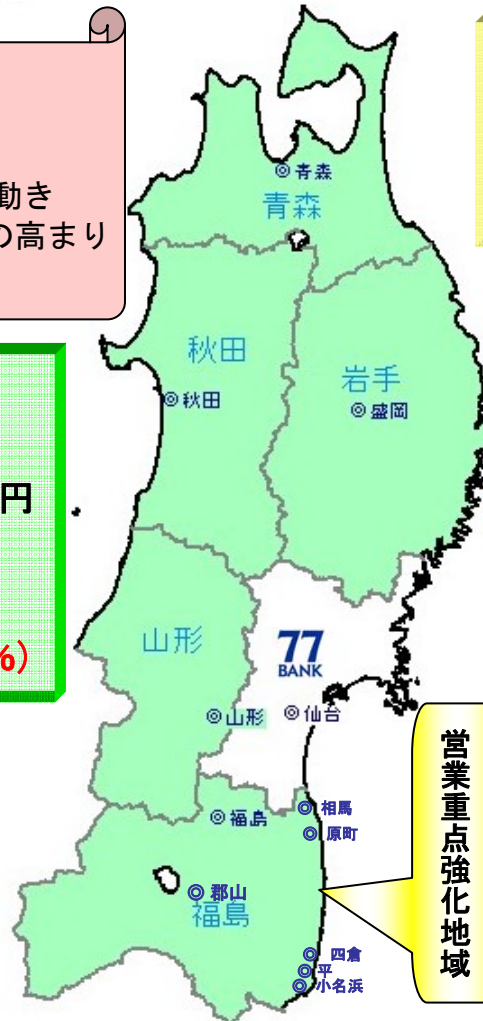 動き
の高まり
円
%)
◎青森
青森
秋田
◎秋田
岩手
◎盛岡
山形
77
BANK
◎山形
◎仙台
◎福島
◎相馬
◎原町
◎郡山
福島
◎四倉
◎平
◎小名浜
営業重点強化地域